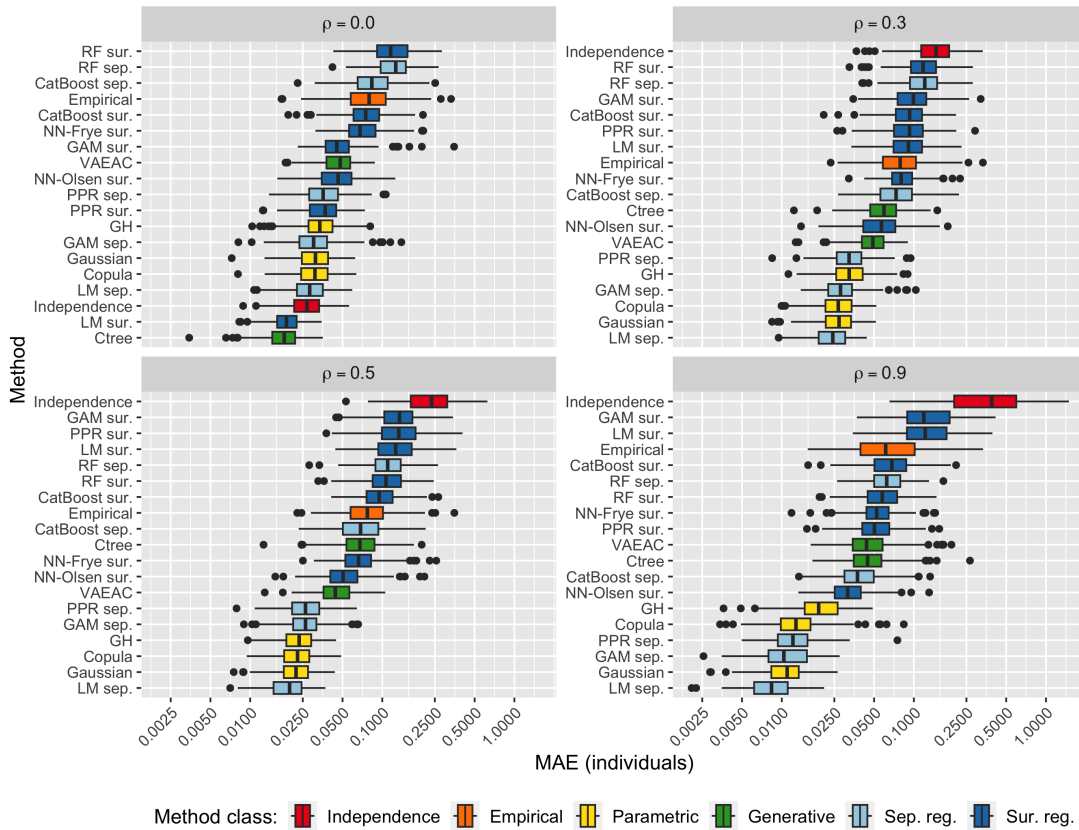 ρ = 0.0
RF sur.
RF sep.
CatBoost sep.
Empirical
CatBoost sur.
NN-Frye sur.
GAM sur.
VAEAC
NN-Olsen sur.
PPR sep.
PPR sur.
GH
GAM sep.
Gaussian
Copula
LM sep.
Independence
LM sur.
Ctree
ρ = 0.3
Independence
RF sur.
RF sep.
GAM sur.
CatBoost sur.
PPR sur.
LM sur.
Empirical
NN-Frye sur.
CatBoost sep.
Ctree
NN-Olsen sur.
VAEAC
PPR sep.
GH
GAM sep.
Copula
Gaussian
LM sep.
Method
ρ = 0.5
Independence
GAM sur.
PPR sur.
LM sur.
RF sep.
RF sur.
CatBoost sur.
Empirical
CatBoost sep.
Ctree
NN-Frye sur.
NN-Olsen sur.
VAEAC
PPR sep.
GAM sep.
GH
Copula
Gaussian
LM sep.
0.0025 0.0050 0.0100 0.0250 0.0500 0.1000 0.2500 0.5000 1.0000
ρ = 0.9
Independence
GAM sur.
LM sur.
Empirical
CatBoost sur.
RF sep.
RF sur.
NN-Frye sur.
PPR sur.
VAEAC
Ctree
CatBoost sep.
NN-Olsen sur.
GH
Copula
PPR sep.
GAM sep.
Gaussian
LM sep.
0.0025 0.0050 0.0100 0.0250 0.0500 0.1000 0.2500 0.5000 1.0000
MAE (individuals)
Method class: Independence Empirical Parametric Generative Sep. reg. Sur. reg.